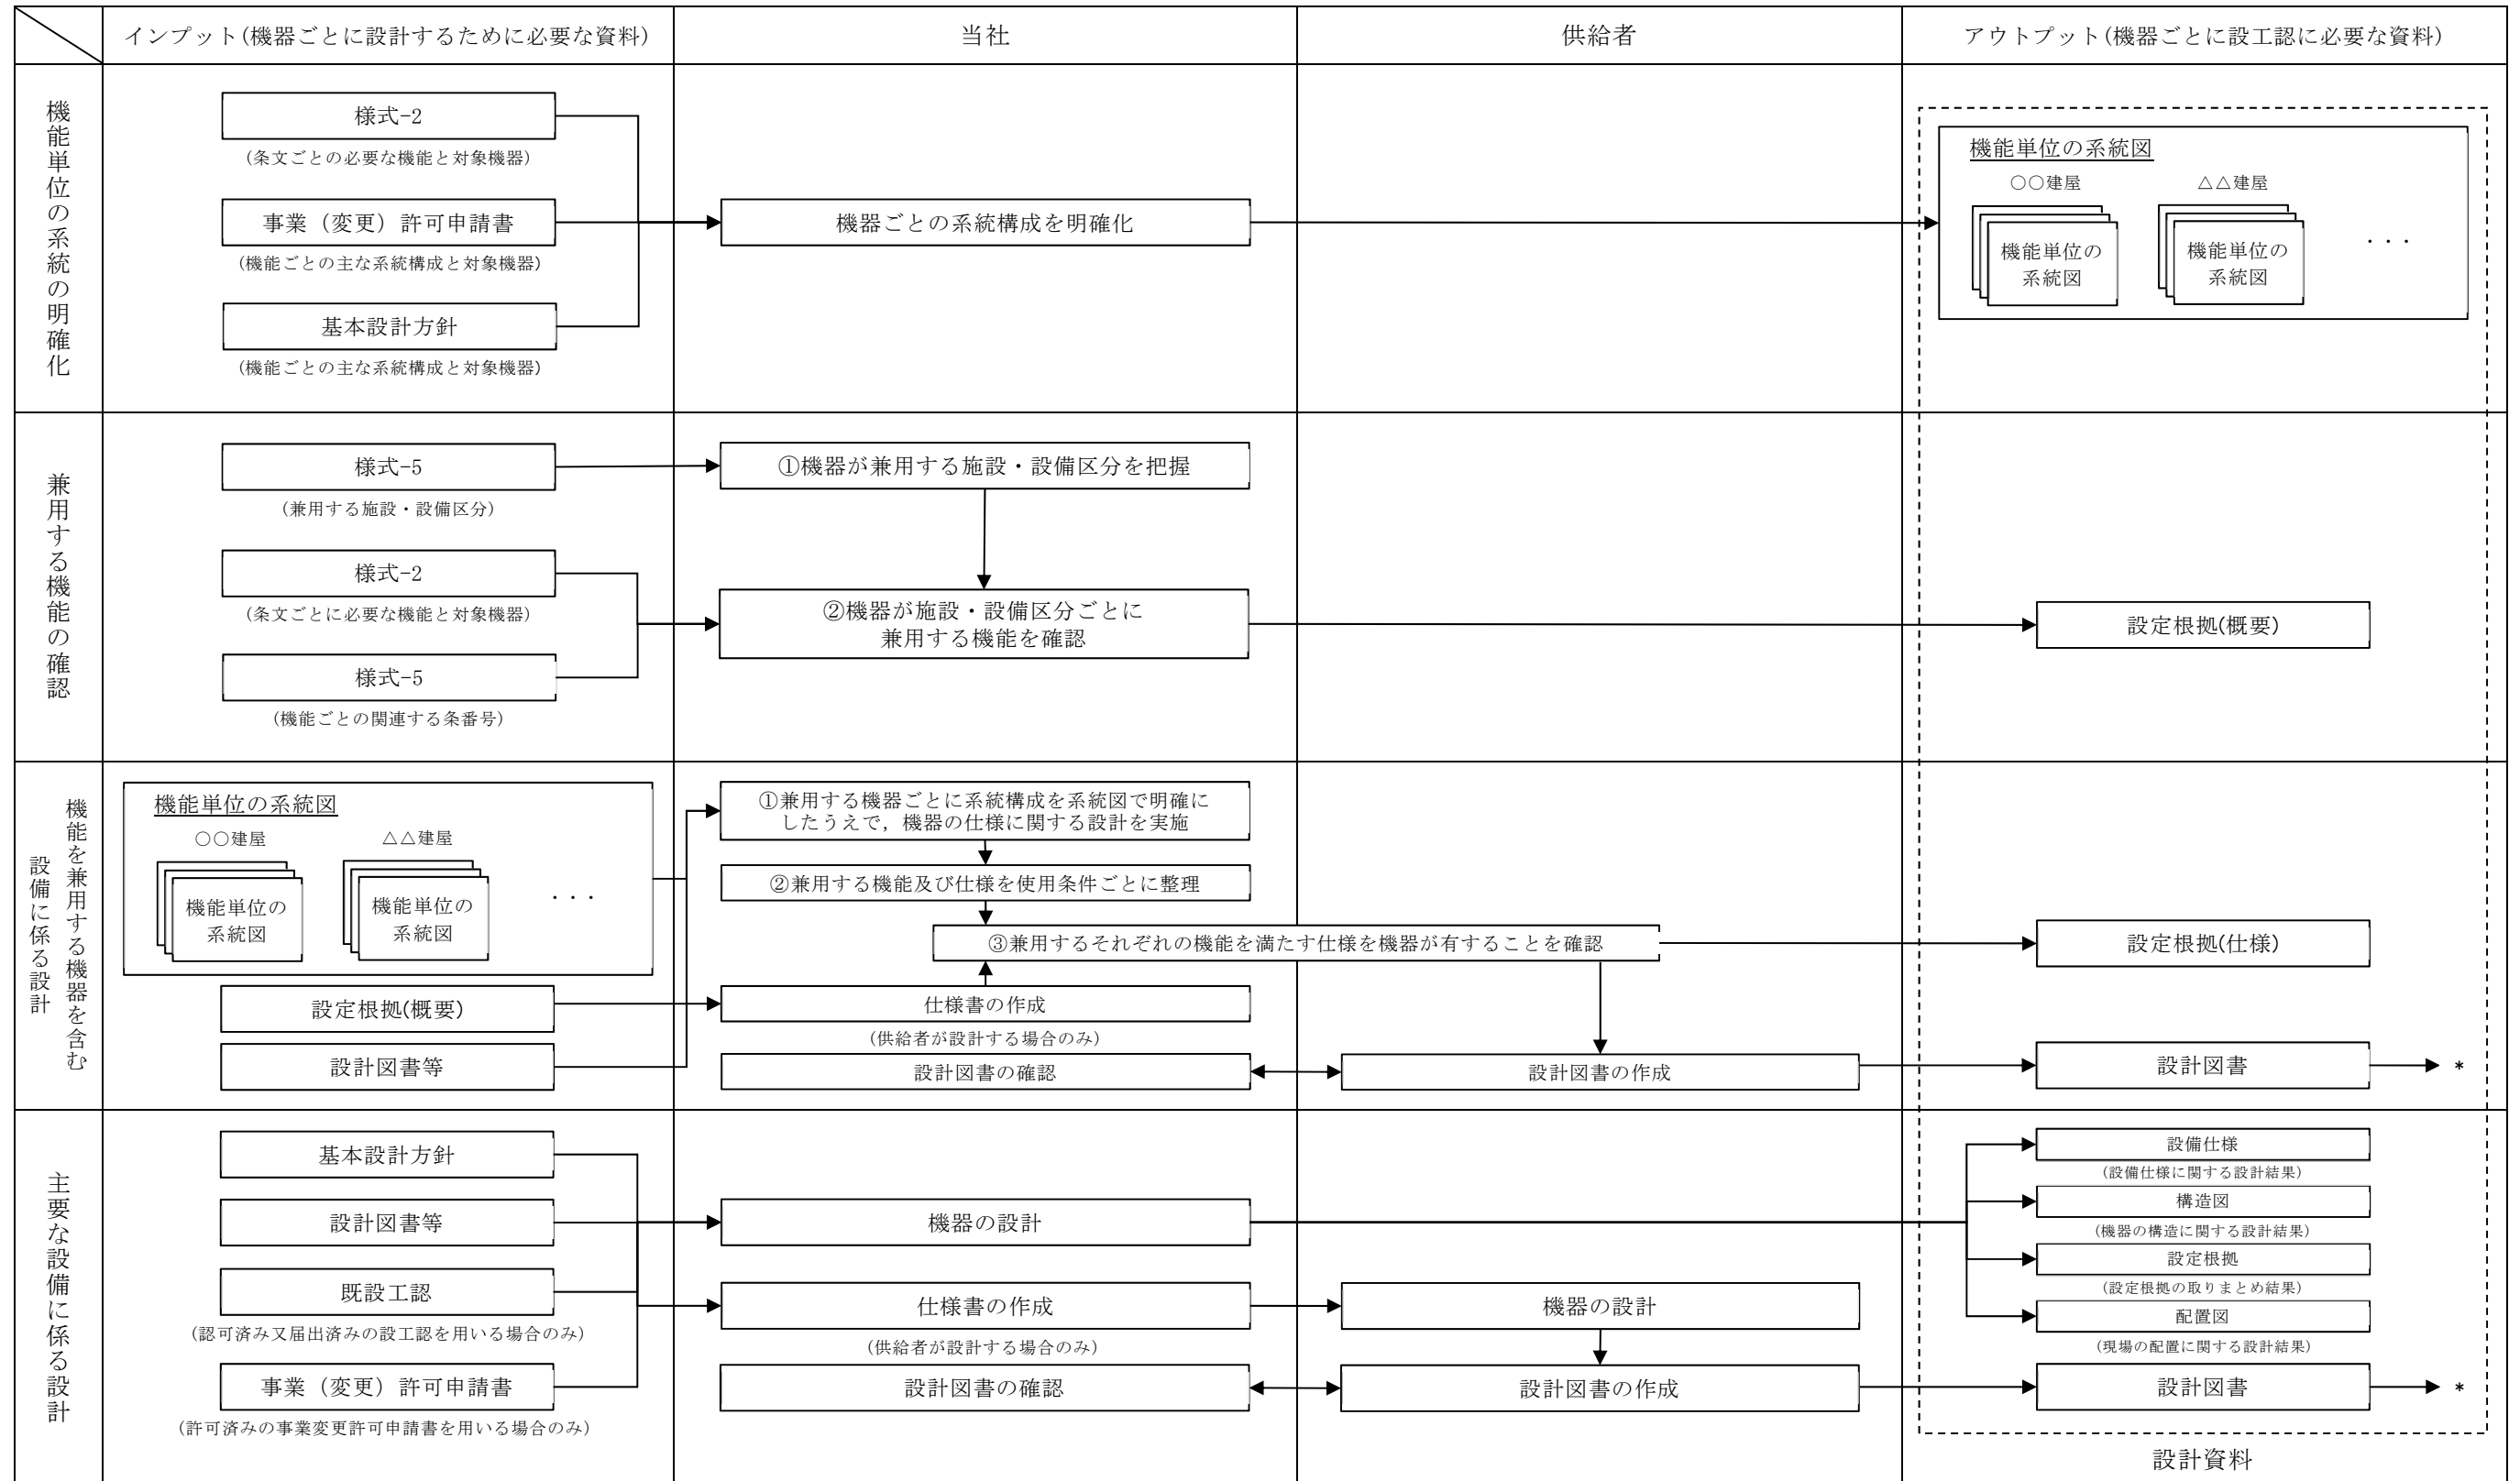 インプット(機器ごとに設計するために必要な資料)
当社
供給者
アウトプット(機器ごとに設工認に必要な資料)
機能単位の系統の明確化
様式-2
(条文ごとの必要な機能と対象機器)
事業（変更）許可申請書
(機能ごとの主な系統構成と対象機器)
基本設計方針
(機能ごとの主な系統構成と対象機器)
機器ごとの系統構成を明確化
機能単位の系統図
○○建屋
△△建屋
機能単位の
系統図
機能単位の
系統図
・・・
兼用する機能の確認
様式-5
(兼用する施設・設備区分)
様式-2
(条文ごとに必要な機能と対象機器)
様式-5
(機能ごとの関連する条番号)
①機器が兼用する施設・設備区分を把握
②機器が施設・設備区分ごとに
兼用する機能を確認
設定根拠(概要)
機能を兼用する機器を含む
設備に係る設計
機能単位の系統図
○○建屋
△△建屋
機能単位の
系統図
機能単位の
系統図
・・・
設定根拠(概要)
設計図書等
①兼用する機器ごとに系統構成を系統図で明確に
したうえで，機器の仕様に関する設計を実施
②兼用する機能及び仕様を使用条件ごとに整理
③兼用するそれぞれの機能を満たす仕様を機器が有することを確認
仕様書の作成
(供給者が設計する場合のみ)
設計図書の確認
設計図書の作成
設定根拠(仕様)
設計図書
*
主要な設備に係る設計
基本設計方針
設計図書等
既設工認
(認可済み又届出済みの設工認を用いる場合のみ)
事業（変更）許可申請書
(許可済みの事業変更許可申請書を用いる場合のみ)
機器の設計
仕様書の作成
(供給者が設計する場合のみ)
設計図書の確認
機器の設計
設計図書の作成
設備仕様
(設備仕様に関する設計結果)
構造図
(機器の構造に関する設計結果)
設定根拠
(設定根拠の取りまとめ結果)
配置図
(現場の配置に関する設計結果)
設計図書
*
設計資料